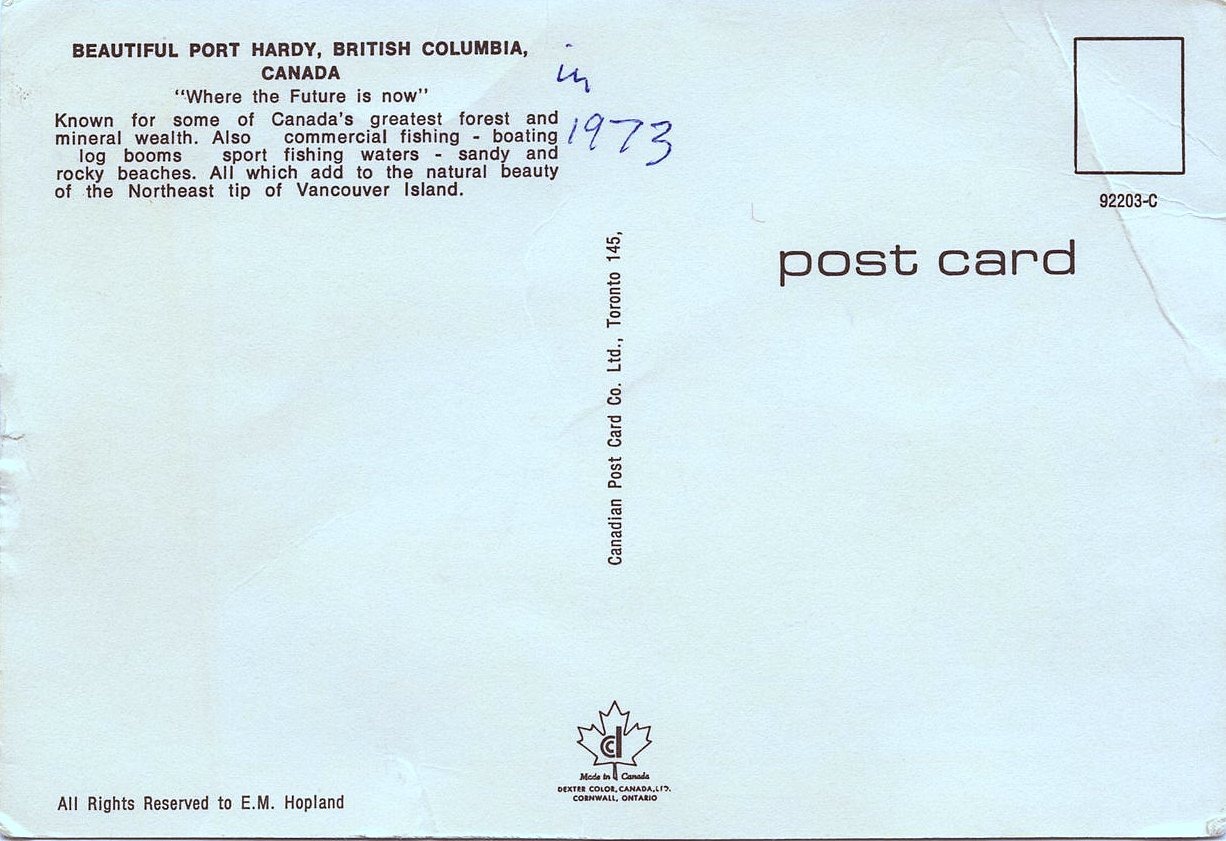 BEAUTIFUL PORT HARDY, BRITISH COLUMBIA,
CANADA
"Where the Future is now"
Known for some of Canada's greatest forest and
mineral wealth. Also commercial fishing - boating
log booms sport fishing waters - sandy and
rocky beaches. All which add to the natural beauty
of the Northeast tip of Vancouver Island.
in
1973
92203-C
post card
Canadian Post Card Co. Ltd., Toronto 145,
cd
Made in Canada
DEXTER COLOR, CANADA, LTD.
CORNWALL, ONTARIO
All Rights Reserved to E.M. Hopland